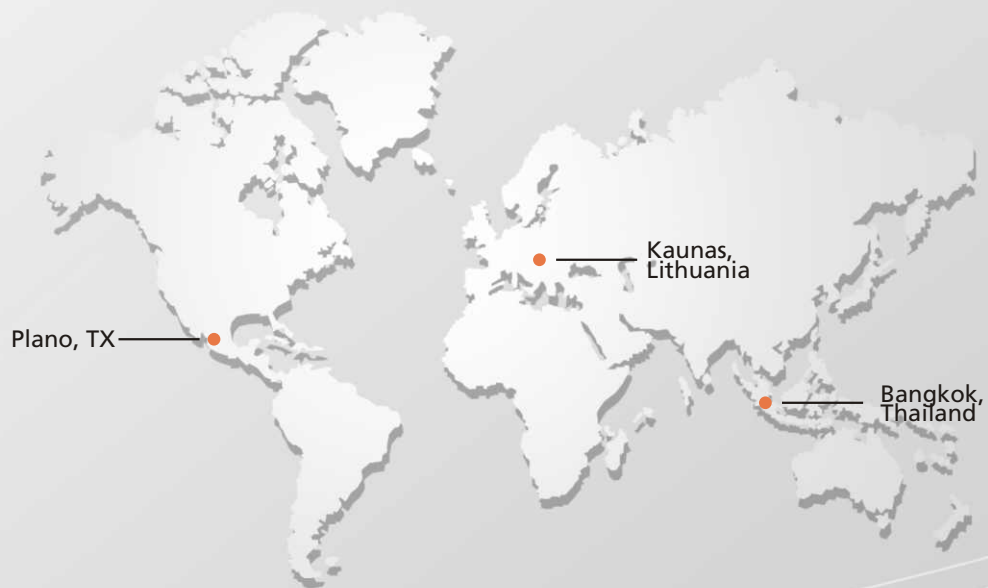 Kaunas,
Lithuania
Plano, TX
Bangkok,
Thailand